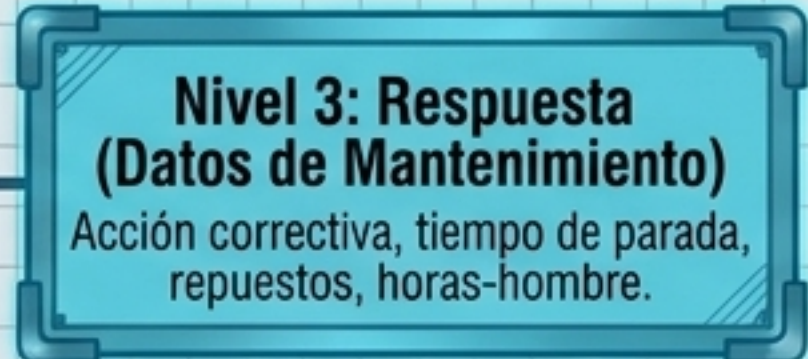 Nivel 3: Respuesta
(Datos de Mantenimiento)
Acción correctiva, tiempo de parada,
repuestos, horas-hombre.